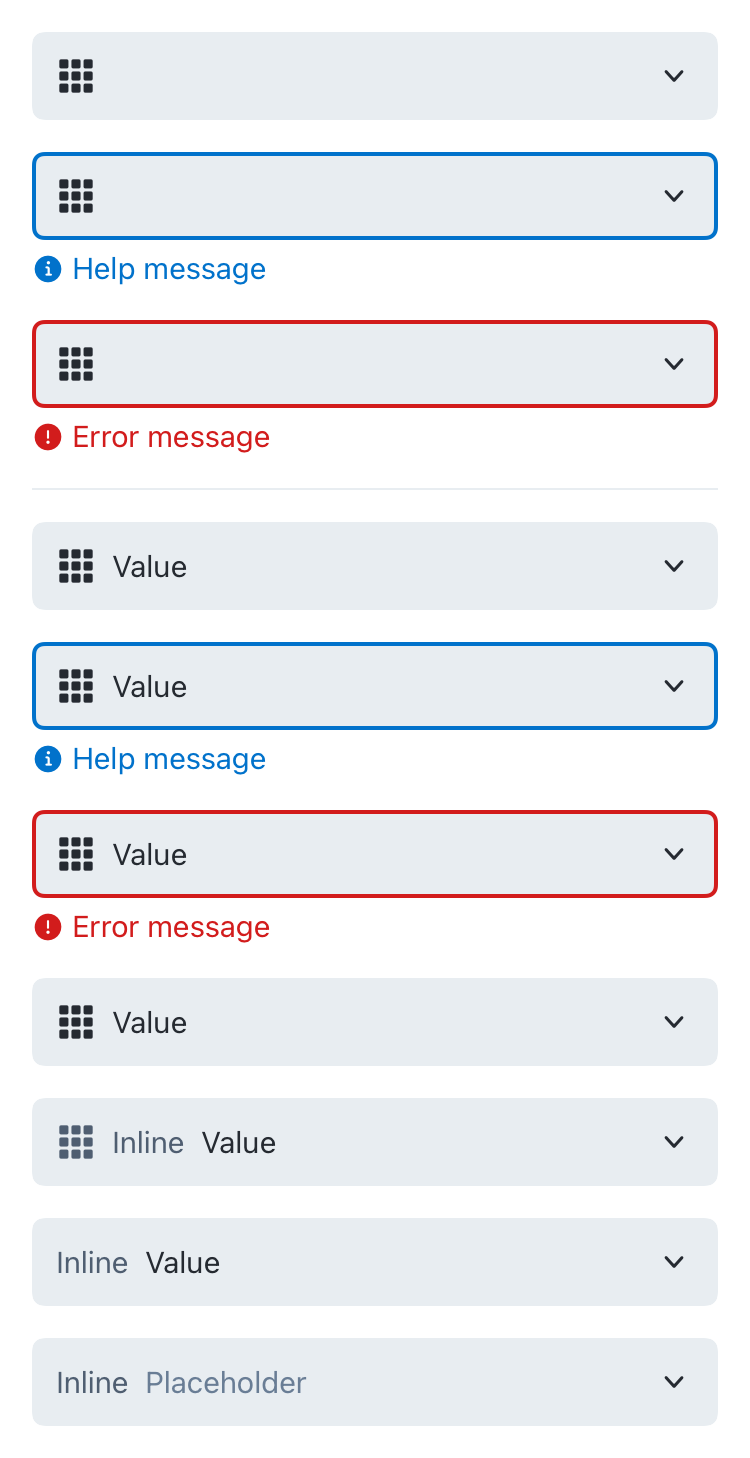 Help message
Error message
Value
Value
Help message
Value
Error message
Value
Inline Value
Inline Value
Inline Placeholder